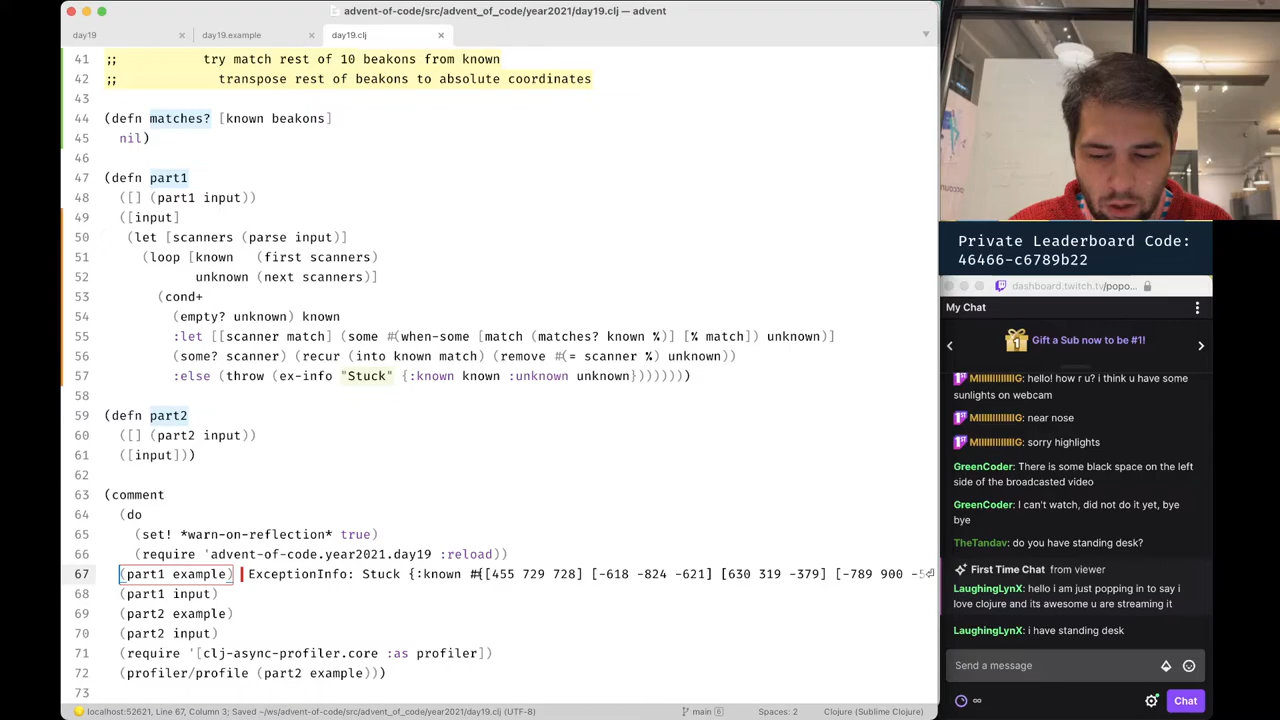 advent-of-code/src/advent_of_code/year2021/day19.clj — advent
day19
day19.example
day19.clj
41 ;; try match rest of 10 beakons from known
42 ;; transpose rest of beakons to absolute coordinates
43
44 (defn matches? [known beakons]
45 nil)
46
47 (defn part1
48 ([] (part1 input))
49 ([input]
50 (let [scanners (parse input)]
51 (loop [known (first scanners)
52 unknown (next scanners)]
53 (cond+
54 (empty? unknown) known
55 :let [[scanner match] (some #(when-some [match (matches? known %)] [% match]) unknown)]
56 (some? scanner) (recur (into known match) (remove #(= scanner %) unknown))
57 :else (throw (ex-info "Stuck" {:known known :unknown unknown}))))))))
58
59 (defn part2
60 ([] (part2 input))
61 ([input]))
62
63 (comment
64 (do
65 (set! *warn-on-reflection* true)
66 (require 'advent-of-code.year2021.day19 :reload))
67 (part1 example) ExceptionInfo: Stuck {:known #{[455 729 728] [-618 -824 -621] [630 319 -379] [-789 900
68 (part1 input)
69 (part2 example)
70 (part2 input)
71 (require '[clj-async-profiler.core :as profiler])
72 (profiler/profile (part2 example)))
73
localhost:52621, Line 67, Column 3; Saved ~/ws/advent-of-code/src/advent_of_code/year2021/day19.clj (UTF-8)
main
Spaces: 2
Clojure (Sublime Clojure)
Private Leaderboard Code:
46466-c6789b22
dashboard.twitch.tv/popo...
My Chat
Gift a Sub now to be #1!
hello! how r u? i think u have some
sunlights on webcam
near nose
sorry highlights
GreenCoder: There is some black space on the left
side of the broadcasted video
GreenCoder: I can't watch, did not do it yet, bye
bye
TheTandav: do you have standing desk?
First Time Chat from viewer
LaughingLynX: hello i am just popping in to say i
love clojure and its awesome u are streaming it
LaughingLynX: i have standing desk
Send a message
Chat